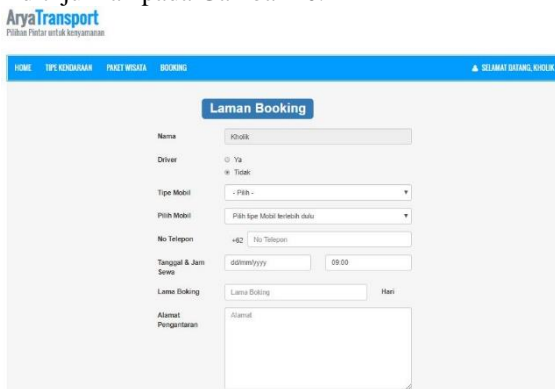 AryaTransport
Pilihan Pintar untuk kenyamanan
HOME TIPE KENDARAAN PAKET WISATA BOOKING SELAMAT DATANG, KHOLIK
Laman Booking
Nama Kholik
Driver Ya
Tidak
Tipe Mobil - Pilih -
Pilih Mobil Pilih tipe Mobil terlebih dulu
No Telepon +62 No Telepon
Tanggal & Jam Sewa dd/mm/yyyy 09:00
Lama Boking Lama Boking Hari
Alamat Pengantaran Alamat